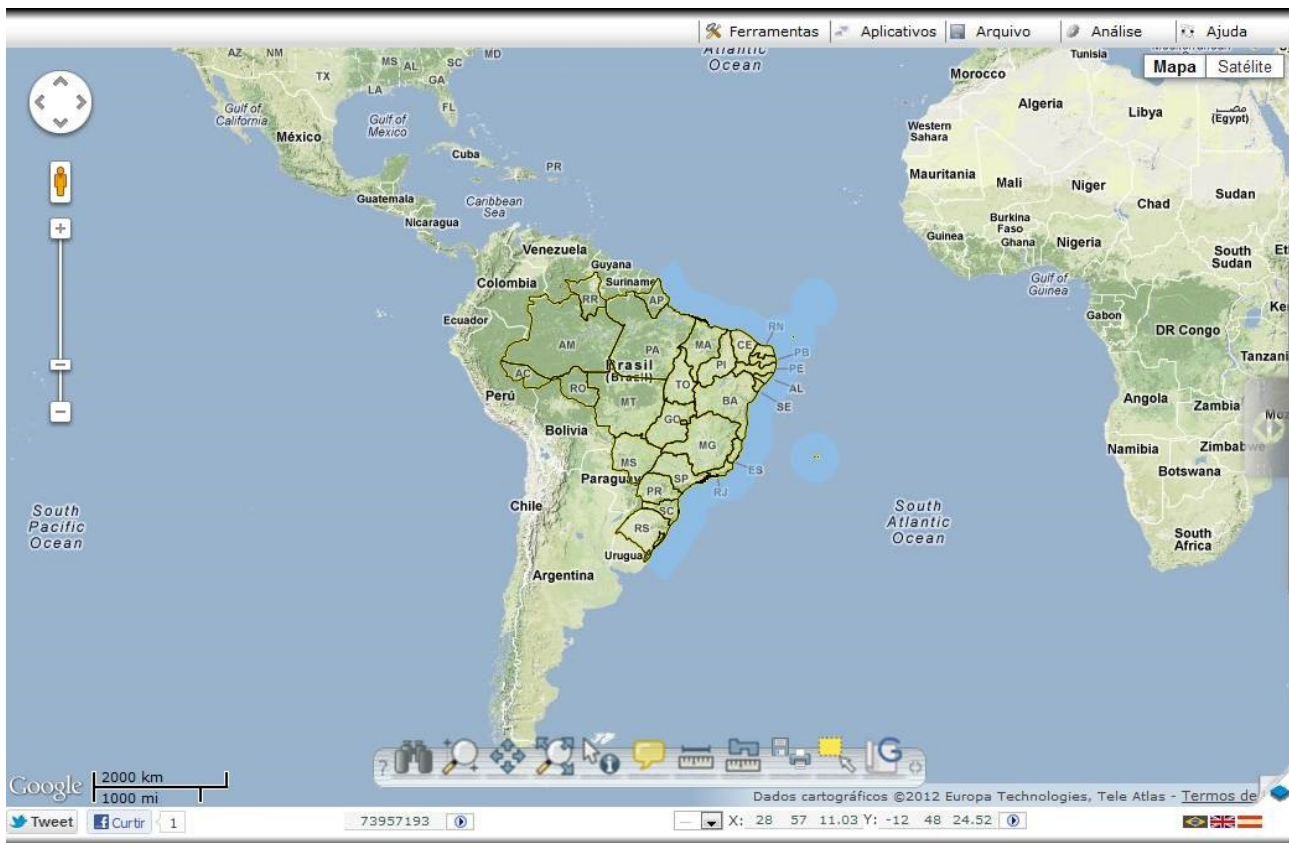 Ferramentas Aplicativos Arquivo Análise Ajuda
Mapa Satélite
AZ NM
TX
MS AL
LA
GA
SC
MD
FL
Atlantic
Ocean
Gulf of
California
México
Gulf of
Mexico
Cuba
PR
Guatemala
Caribbean
Sea
Nicaragua
Morocco
Tunisia
Algeria
Libya
(Egypt)
Western
Sahara
Mauritania
Mali
Niger
Chad
Sudan
Burkina
Faso
Guinea
Ghana
Nigeria
South
Sudan
Et
Gulf of
Guinea
Gabon
DR Congo
Ke
Tanzani
Angola
Zambia
Moz
Namibia
Zimbabwe
Botswana
South
Africa
Venezuela
Guyana
Suriname
Colombia
Ecuador
RR
AP
AM
PA
MA
CE
RN
PB
PE
AL
SE
PI
Brasil
(Brazil)
AC
RO
TO
MT
BA
GO
Perú
Bolivia
MG
MS
ES
Paraguay
SP
RJ
PR
SC
Chile
RS
Urugua
Argentina
South
Pacific
Ocean
South
Atlantic
Ocean
?
G
Google
2000 km
1000 mi
Dados cartográficos ©2012 Europa Technologies, Tele Atlas - Termos de
Tweet Curtir 1 73957193 X: 28 57 11.03 Y: -12 48 24.52